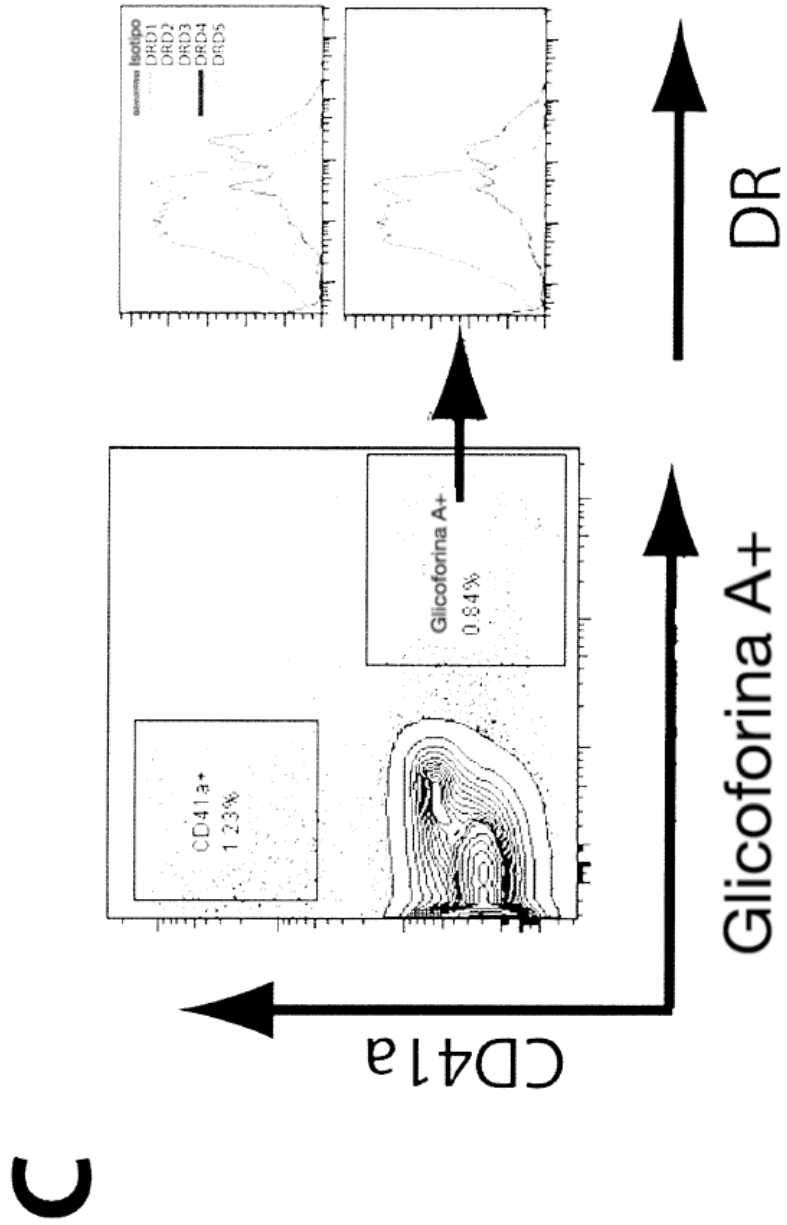 C
CD41a
CD41a+
1.23%
Glicoforina A+
0.84%
Isotipo
DRD1
DRD2
DRD3
DRD4
DRD5
Glicoforina A+
DR